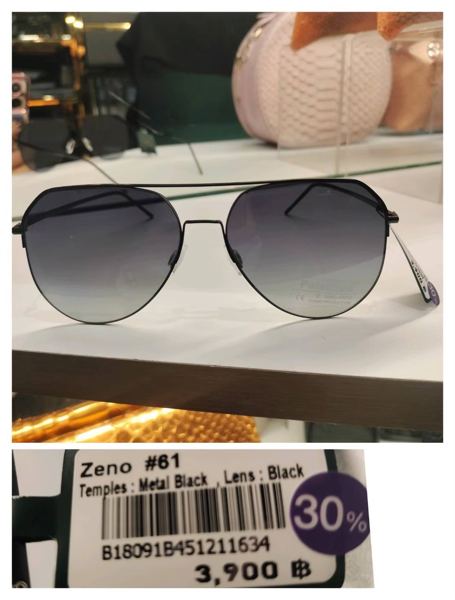 Zeno #61
Temples : Metal Black , Lens : Black
30%
B18091B451211634
3,900 ฿